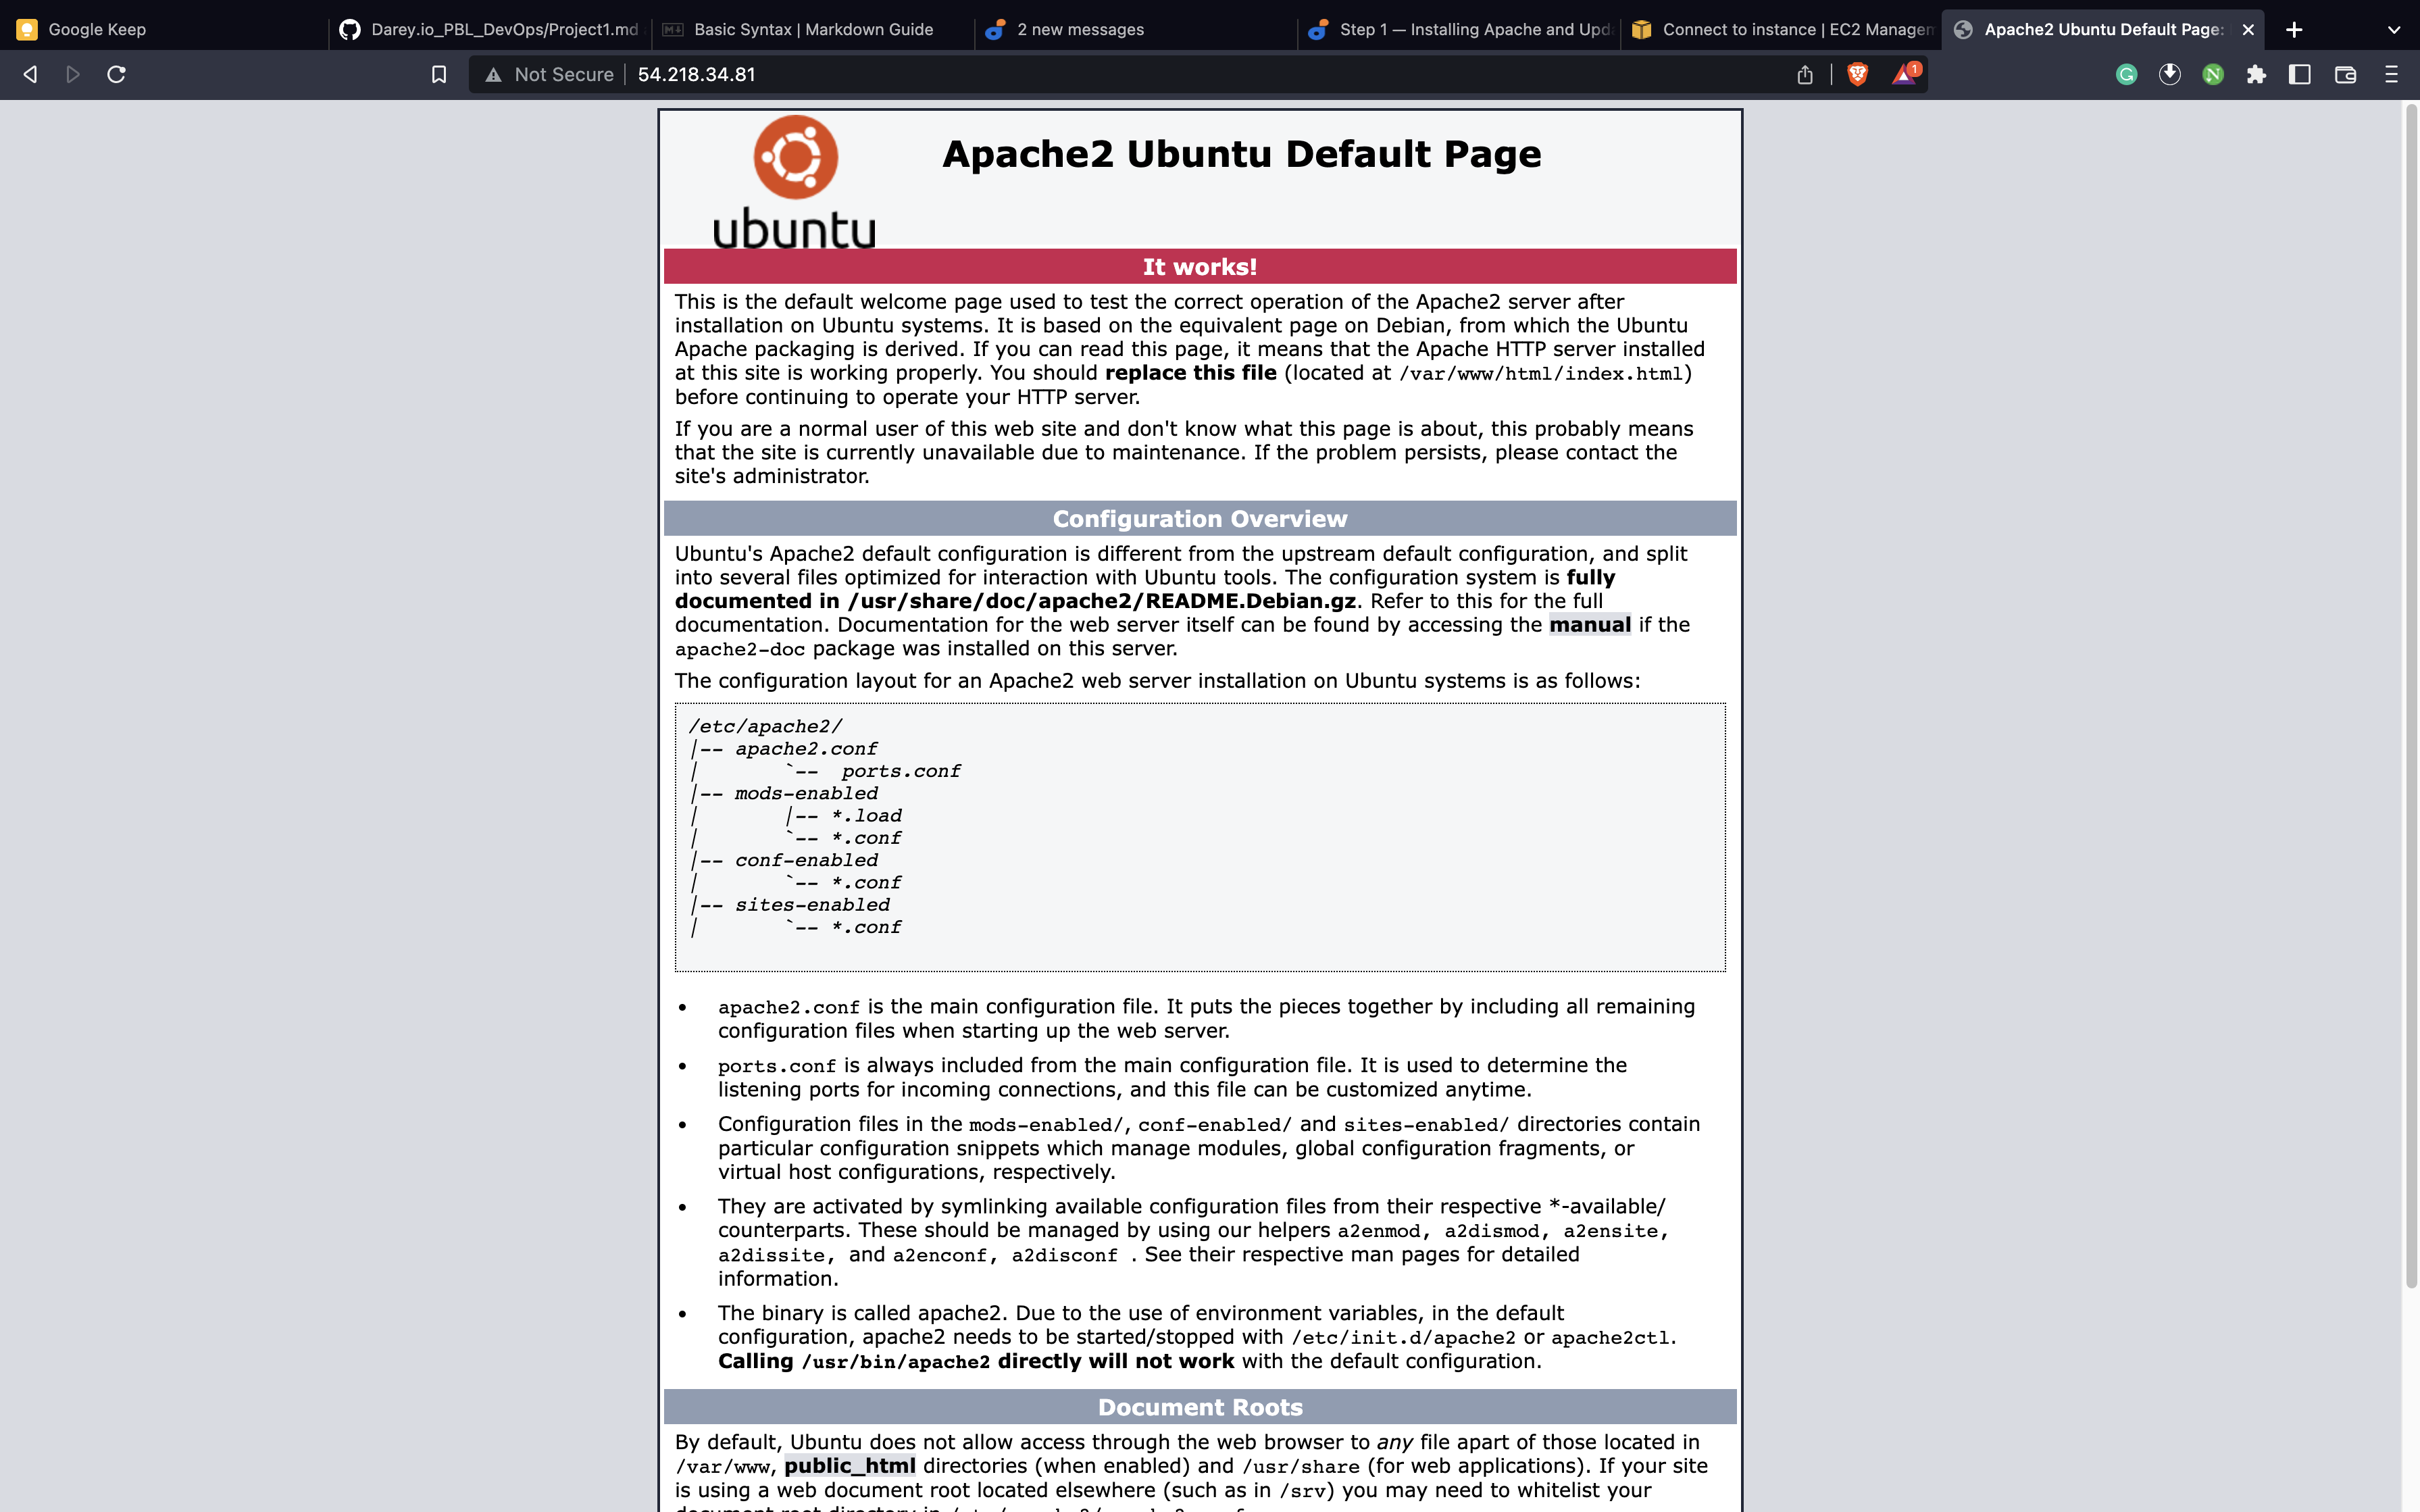 Google Keep
Darey.io_PBL_DevOps/Project1.md
Basic Syntax | Markdown Guide
2 new messages
Step 1 — Installing Apache and Upd
Connect to instance | EC2 Managem
Apache2 Ubuntu Default Page:
Not Secure
54.218.34.81
1
ubuntu
Apache2 Ubuntu Default Page
It works!
This is the default welcome page used to test the correct operation of the Apache2 server after
installation on Ubuntu systems. It is based on the equivalent page on Debian, from which the Ubuntu
Apache packaging is derived. If you can read this page, it means that the Apache HTTP server installed
at this site is working properly. You should replace this file (located at /var/www/html/index.html)
before continuing to operate your HTTP server.
If you are a normal user of this web site and don't know what this page is about, this probably means
that the site is currently unavailable due to maintenance. If the problem persists, please contact the
site's administrator.
Configuration Overview
Ubuntu's Apache2 default configuration is different from the upstream default configuration, and split
into several files optimized for interaction with Ubuntu tools. The configuration system is fully
documented in /usr/share/doc/apache2/README.Debian.gz. Refer to this for the full
documentation. Documentation for the web server itself can be found by accessing the manual if the
apache2-doc package was installed on this server.
The configuration layout for an Apache2 web server installation on Ubuntu systems is as follows:
/etc/apache2/
|-- apache2.conf
|       `--  ports.conf
|-- mods-enabled
|       |-- *.load
|       `-- *.conf
|-- conf-enabled
|       `-- *.conf
|-- sites-enabled
|       `-- *.conf
• apache2.conf is the main configuration file. It puts the pieces together by including all remaining
configuration files when starting up the web server.
• ports.conf is always included from the main configuration file. It is used to determine the
listening ports for incoming connections, and this file can be customized anytime.
• Configuration files in the mods-enabled/, conf-enabled/ and sites-enabled/ directories contain
particular configuration snippets which manage modules, global configuration fragments, or
virtual host configurations, respectively.
• They are activated by symlinking available configuration files from their respective *-available/
counterparts. These should be managed by using our helpers a2enmod, a2dismod, a2ensite,
a2dissite, and a2enconf, a2disconf . See their respective man pages for detailed
information.
• The binary is called apache2. Due to the use of environment variables, in the default
configuration, apache2 needs to be started/stopped with /etc/init.d/apache2 or apache2ctl.
Calling /usr/bin/apache2 directly will not work with the default configuration.
Document Roots
By default, Ubuntu does not allow access through the web browser to any file apart of those located in
/var/www, public_html directories (when enabled) and /usr/share (for web applications). If your site
is using a web document root located elsewhere (such as in /srv) you may need to whitelist your